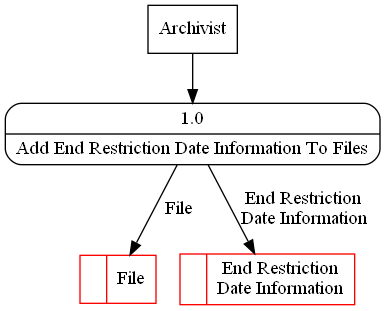 Archivist
1.0
Add End Restriction Date Information To Files
File
End Restriction
Date Information
File
End Restriction
Date Information